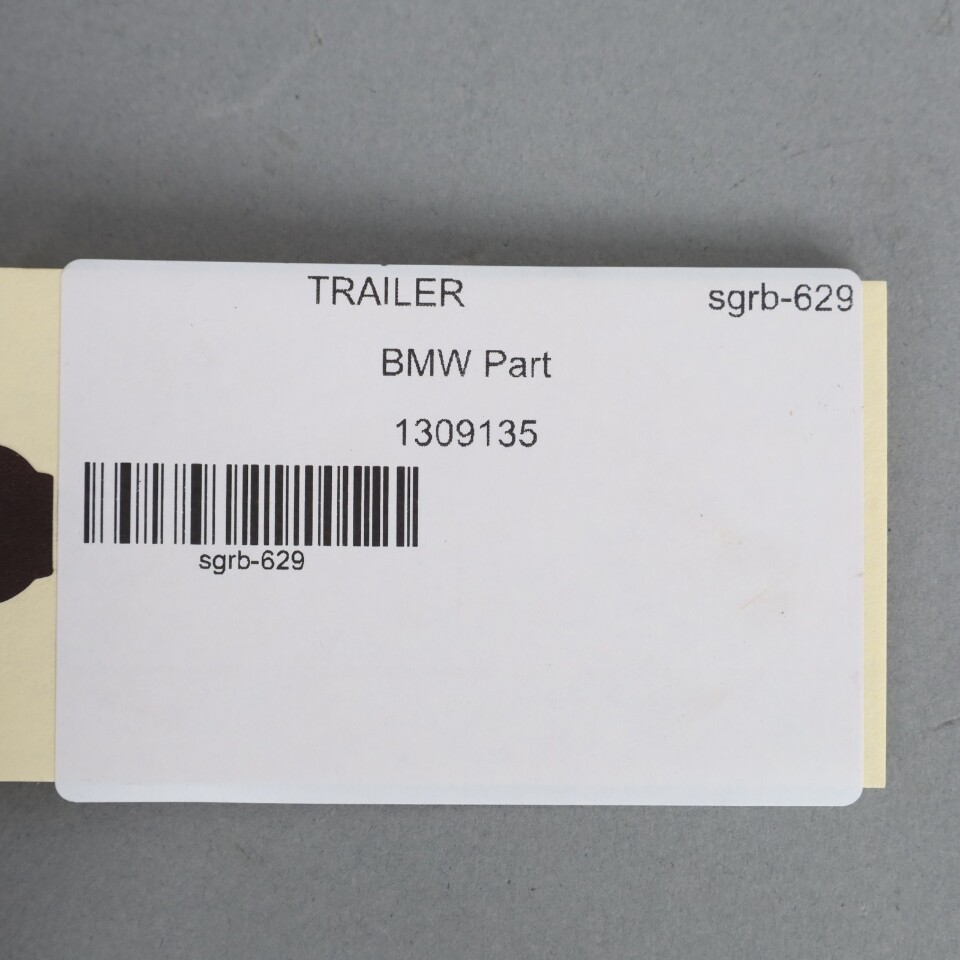 TRAILER sgrb-629
BMW Part
1309135
sgrb-629